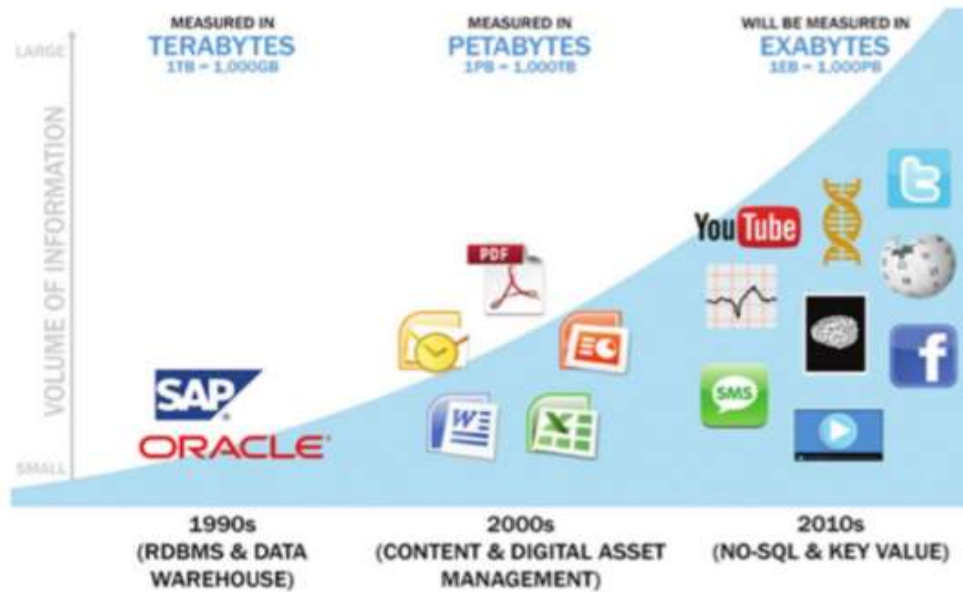 MEASURED IN
TERABYTES
1TB = 1,000GB
MEASURED IN
PETABYTES
1PB = 1,000TB
WILL BE MEASURED IN
EXABYTES
1EB = 1,000PB
LARGE
VOLUME OF INFORMATION
SMALL
SAP®
ORACLE®
PDF
W
X
YouTube
SMS
t
f
1990s
(RDBMS & DATA
WAREHOUSE)
2000s
(CONTENT & DIGITAL ASSET
MANAGEMENT)
2010s
(NO-SQL & KEY VALUE)